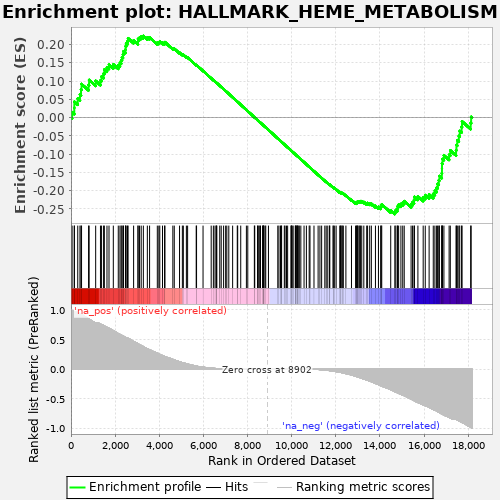 Enrichment plot: HALLMARK_HEME_METABOLISM
Enrichment score (ES)
0.20
0.15
0.10
0.05
0.00
-0.05
-0.10
-0.15
-0.20
-0.25
Ranked list metric (PreRanked)
1.0
0.5
0.0
-0.5
-1.0
'na_pos' (positively correlated)
Zero cross at 8902
'na_neg' (negatively correlated)
0
2,000
4,000
6,000
8,000
10,000
12,000
14,000
16,000
18,000
Rank in Ordered Dataset
Enrichment profile
Hits
Ranking metric scores